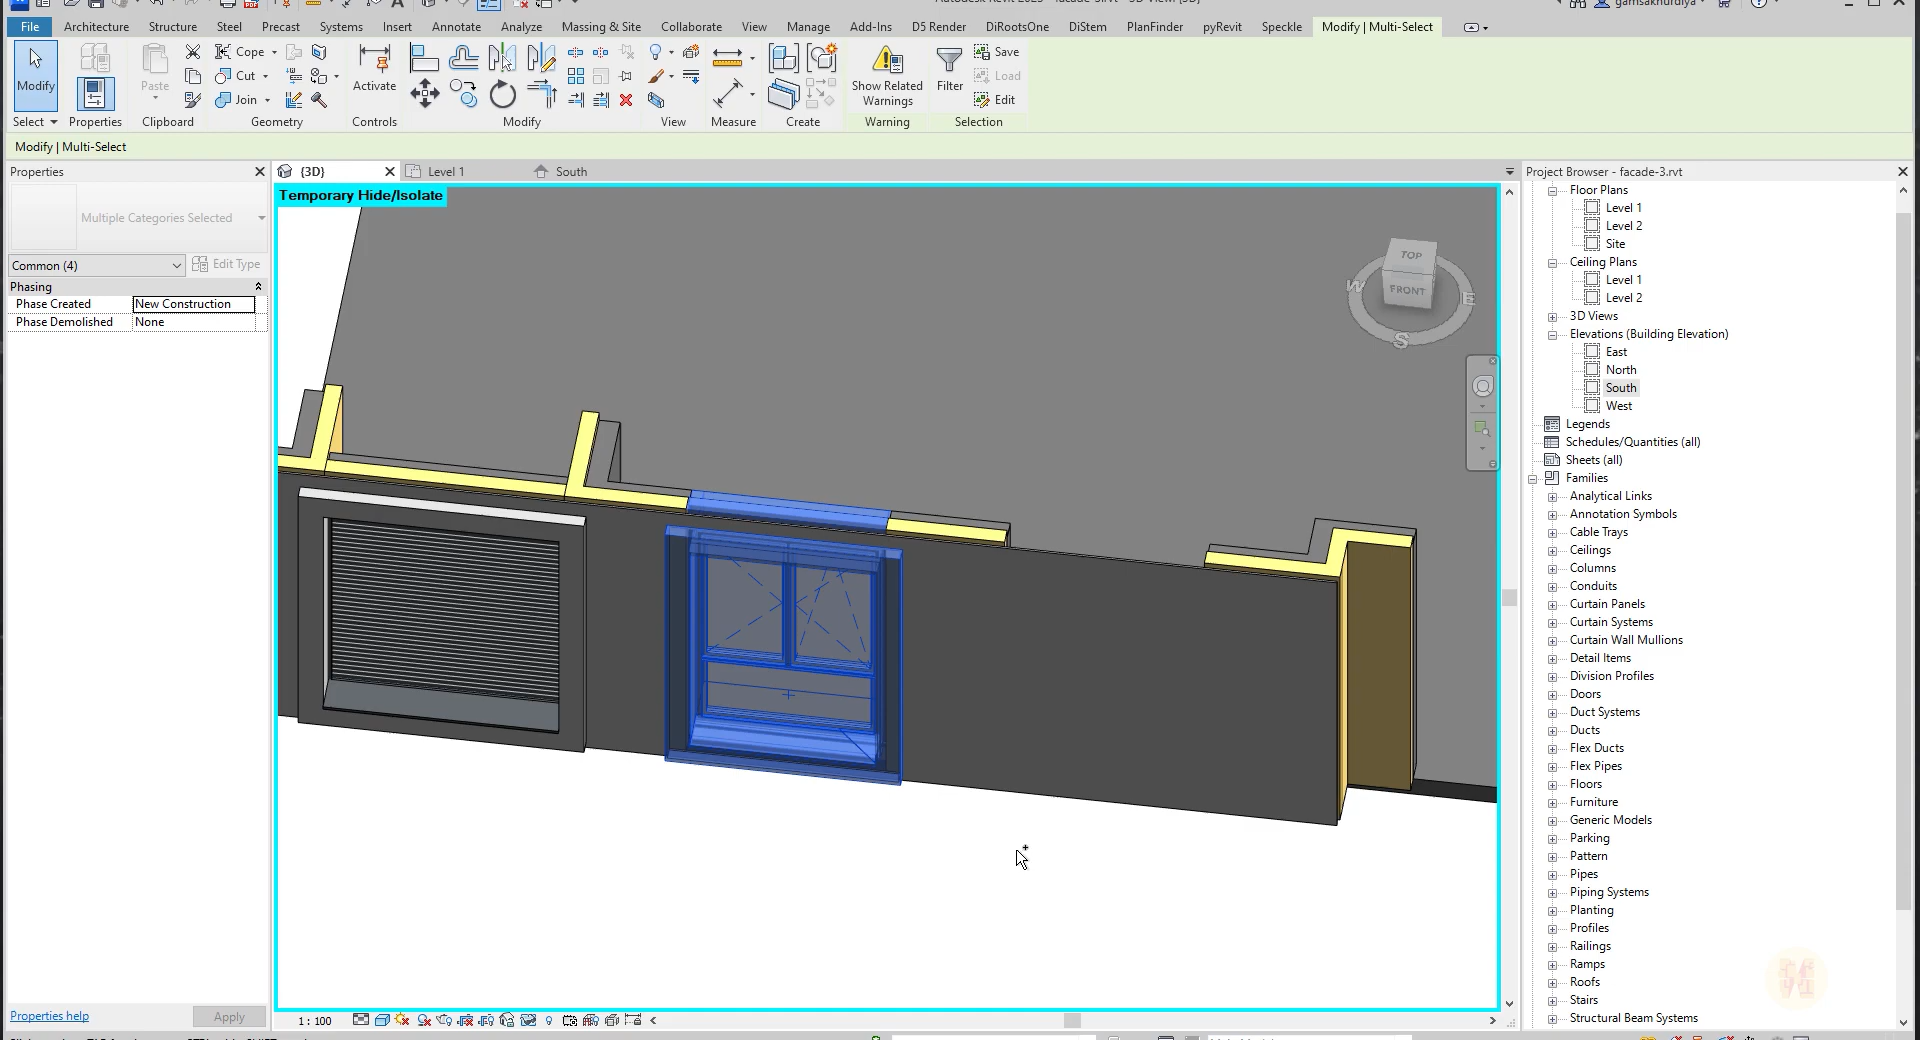 gamsakhurdiya
File Architecture Structure Steel Precast Systems Insert Annotate Analyze Massing & Site Collaborate View Manage Add-Ins D5 Render DiRootsOne DiStem PlanFinder pyRevit Speckle Modify | Multi-Select
Modify
Paste
Cope
Cut
Join
Activate
Show Related
Warnings
Filter
Save
Load
Edit
Select Properties Clipboard Geometry Controls Modify View Measure Create Warning Selection
Modify | Multi-Select
Properties
{3D} Level 1 South
Project Browser - facade-3.rvt
Multiple Categories Selected
Common (4) Edit Type
Phasing
Phase Created New Construction
Phase Demolished None
Temporary Hide/Isolate
TOP
FRONT
W
E
S
Floor Plans
Level 1
Level 2
Site
Ceiling Plans
Level 1
Level 2
3D Views
Elevations (Building Elevation)
East
North
South
West
Legends
Schedules/Quantities (all)
Sheets (all)
Families
Analytical Links
Annotation Symbols
Cable Trays
Ceilings
Columns
Conduits
Curtain Panels
Curtain Systems
Curtain Wall Mullions
Detail Items
Division Profiles
Doors
Duct Systems
Ducts
Flex Ducts
Flex Pipes
Floors
Furniture
Generic Models
Parking
Pattern
Pipes
Piping Systems
Planting
Profiles
Railings
Ramps
Roofs
Stairs
Structural Beam Systems
Properties help Apply
1 : 100